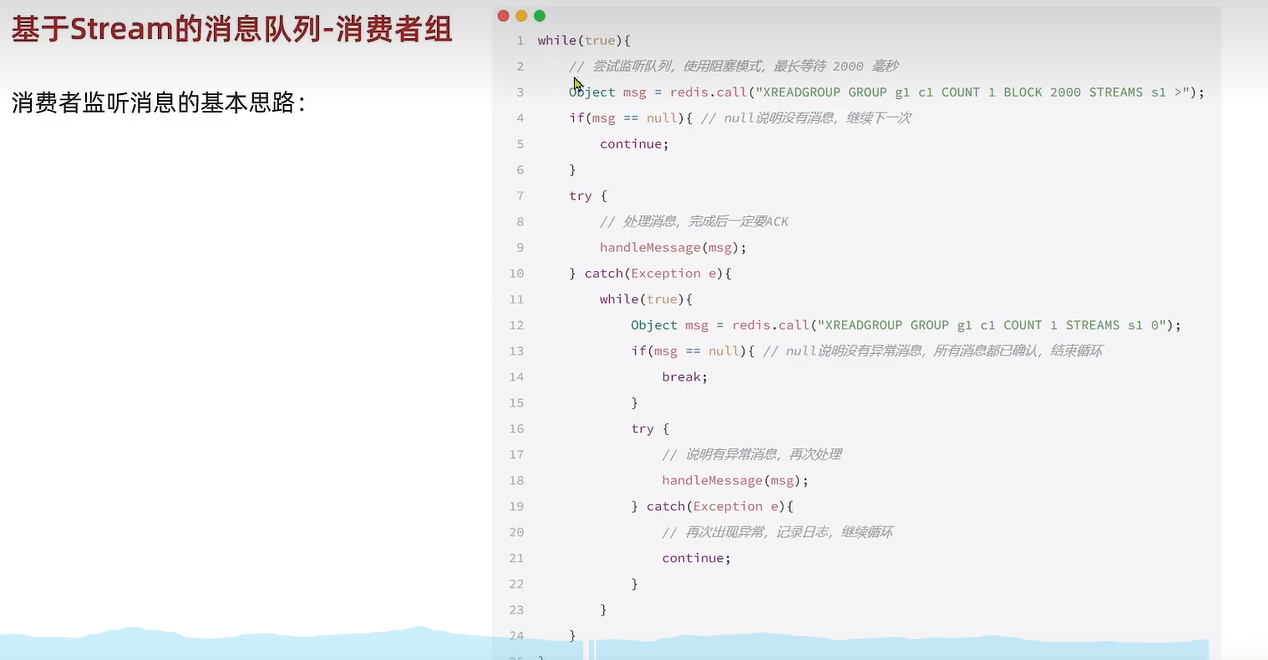 基于Stream的消息队列-消费者组
消费者监听消息的基本思路：
1 while(true){
2 // 尝试监听队列，使用阻塞模式，最长等待 2000 毫秒
3 Object msg = redis.call("XREADGROUP GROUP g1 c1 COUNT 1 BLOCK 2000 STREAMS s1 >");
4 if(msg == null){ // null说明没有消息，继续下一次
5 continue;
6 }
7 try {
8 // 处理消息，完成后一定要ACK
9 handleMessage(msg);
10 } catch(Exception e){
11 while(true){
12 Object msg = redis.call("XREADGROUP GROUP g1 c1 COUNT 1 STREAMS s1 0");
13 if(msg == null){ // null说明没有异常消息，所有消息都已确认，结束循环
14 break;
15 }
16 try {
17 // 说明有异常消息，再次处理
18 handleMessage(msg);
19 } catch(Exception e){
20 // 再次出现异常，记录日志，继续循环
21 continue;
22 }
23 }
24 }